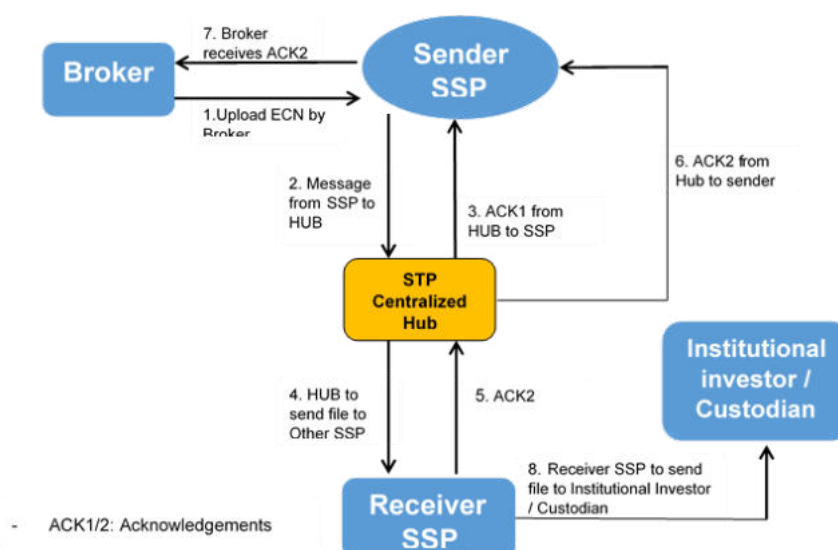 7. Broker
receives ACK2
Sender
SSP
Broker
1.Upload ECN by
Broker
6. ACK2 from
Hub to sender
2. Message
from SSP to
HUB
3. ACK1 from
HUB to SSP
STP
Centralized
Hub
Institutional
investor /
Custodian
4. HUB to
send file to
Other SSP
5. ACK2
8. Receiver SSP to send
file to Institutional Investor
/ Custodian
Receiver
SSP
- ACK1/2: Acknowledgements